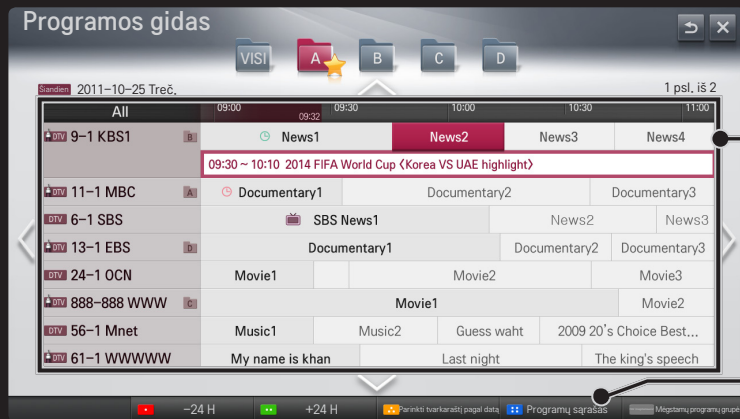 Programos gidas
VISI A B C D
Šiandien 2011-10-25 Treč. 1 psl. iš 2
All 09:00 09:32 09:30 10:00 10:30 11:00
DTV 9-1 KBS1 B News1 News2 News3 News4
09:30 ~ 10:10 2014 FIFA World Cup 〈Korea VS UAE highlight〉
DTV 11-1 MBC A Documentary1 Documentary2 Documentary3
DTV 6-1 SBS SBS News1 News2 News3
DTV 13-1 EBS D Documentary1 Documentary2 Documentary3
DTV 24-1 OCN Movie1 Movie2 Movie3
DTV 888-888 WWW C Movie1 Movie2
DTV 56-1 Mnet Music1 Music2 Guess waht 2009 20's Choice Best...
DTV 61-1 WWWWW My name is khan Last night The king's speech
-24 H +24 H Parinkti tvarkaraštį pagal datą Programų sąrašas Mėgstamų programų grupė